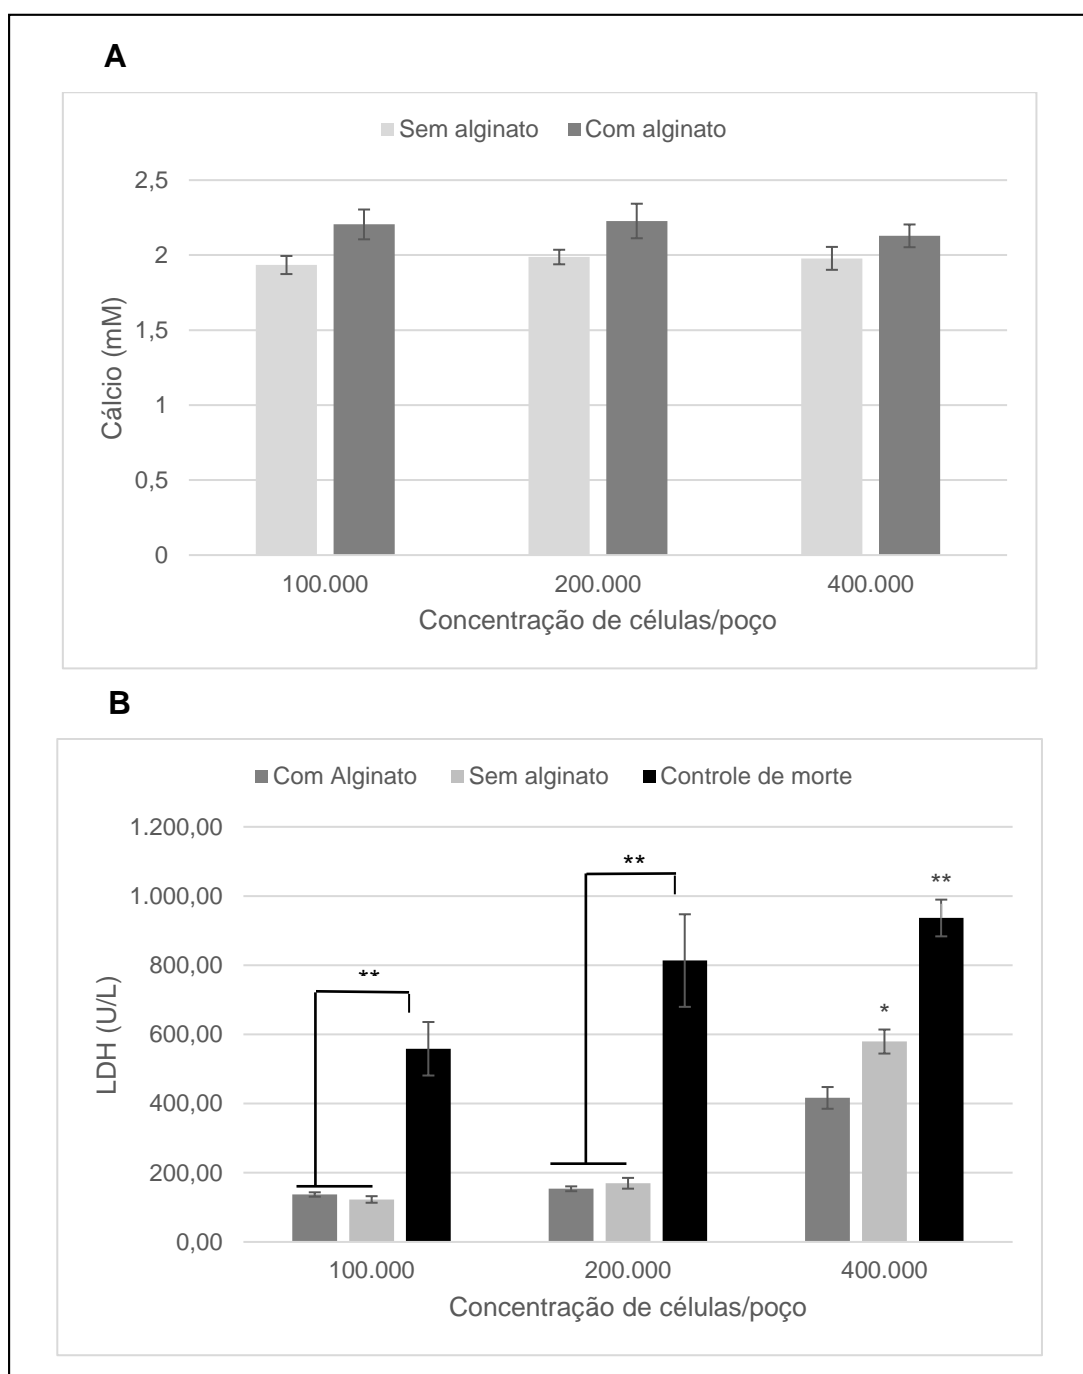 A
Sem alginato Com alginato
2,5
2
1,5
1
0,5
0
Cálcio (mM)
100.000 200.000 400.000
Concentração de células/poço
B
Com Alginato Sem alginato Controle de morte
1.200,00
1.000,00
800,00
600,00
400,00
200,00
0,00
LDH (U/L)
**
**
*
**
100.000 200.000 400.000
Concentração de células/poço